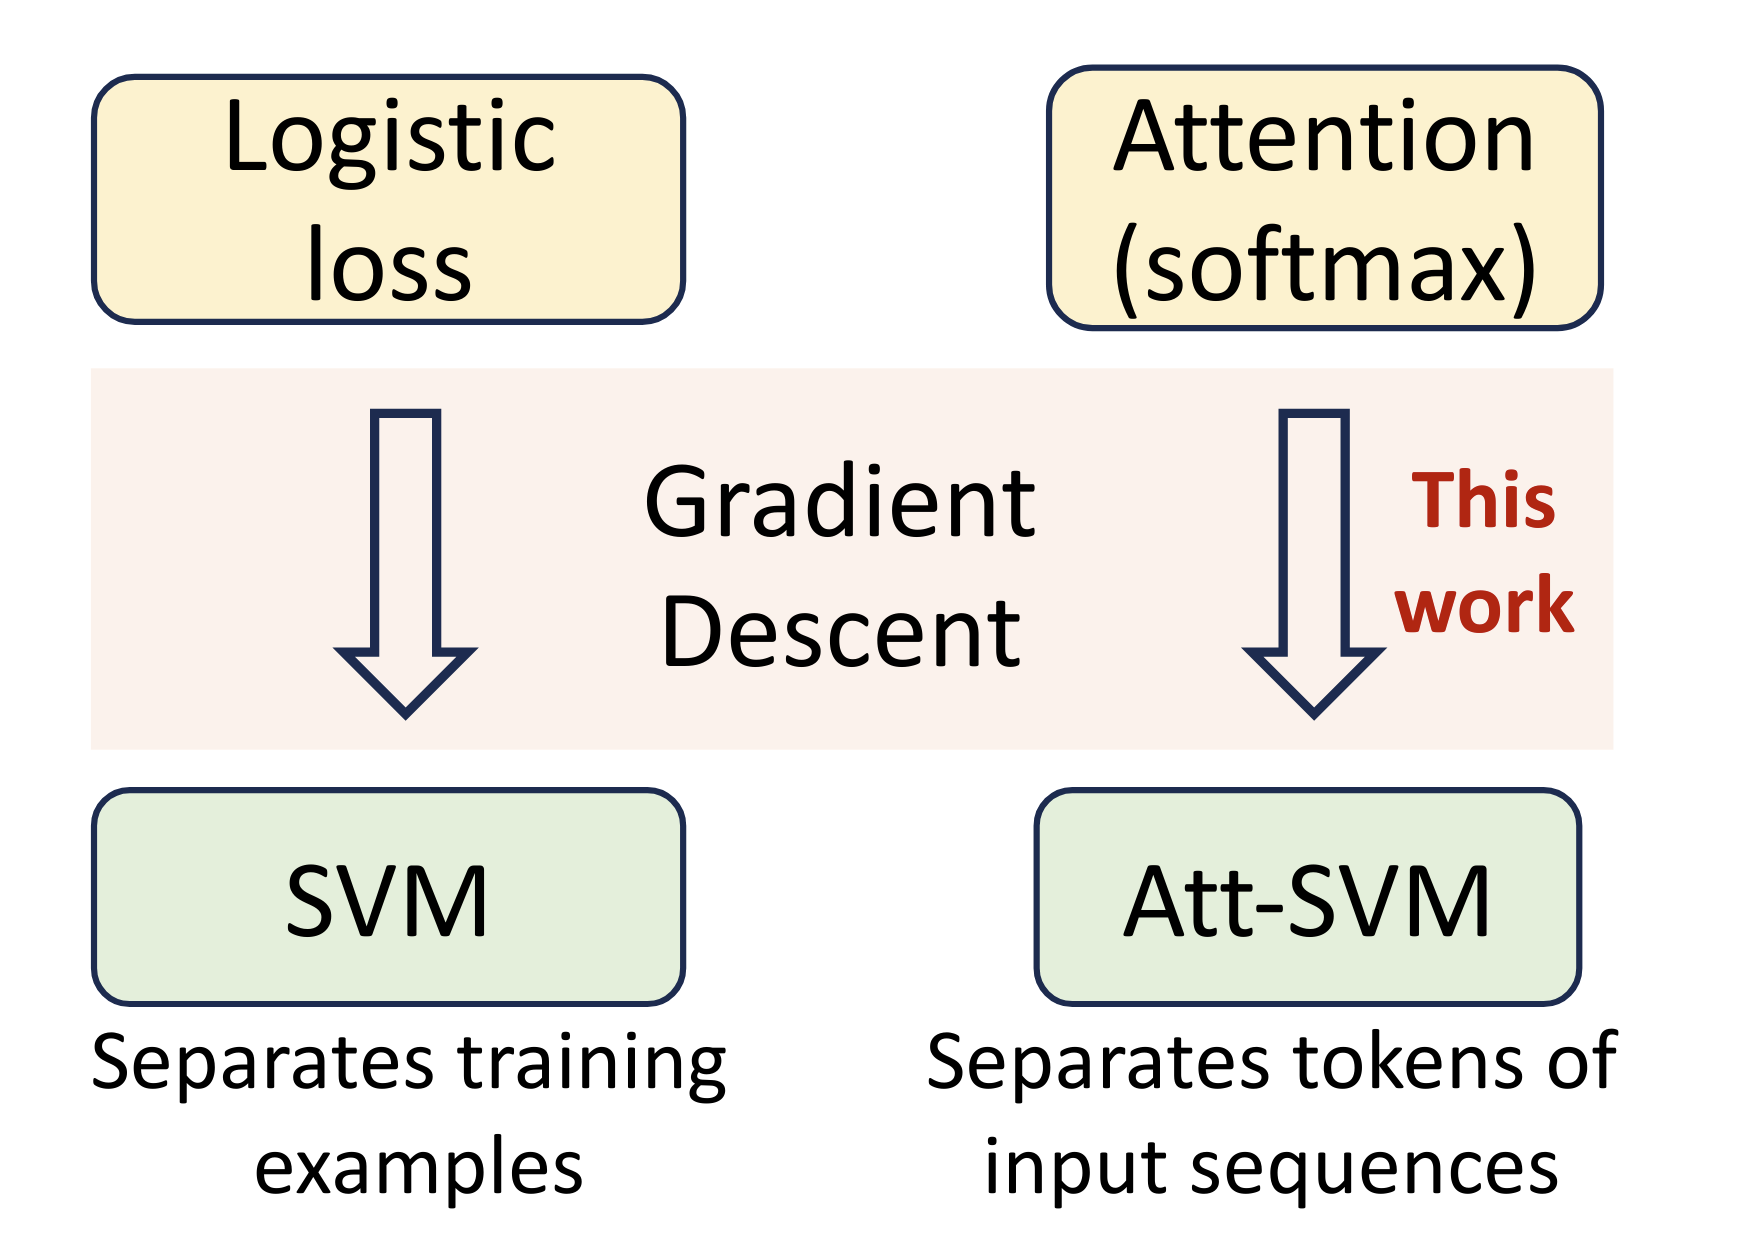 Logistic
loss
Attention
(softmax)
Gradient
Descent
This
work
SVM
Att-SVM
Separates training
examples
Separates tokens of
input sequences